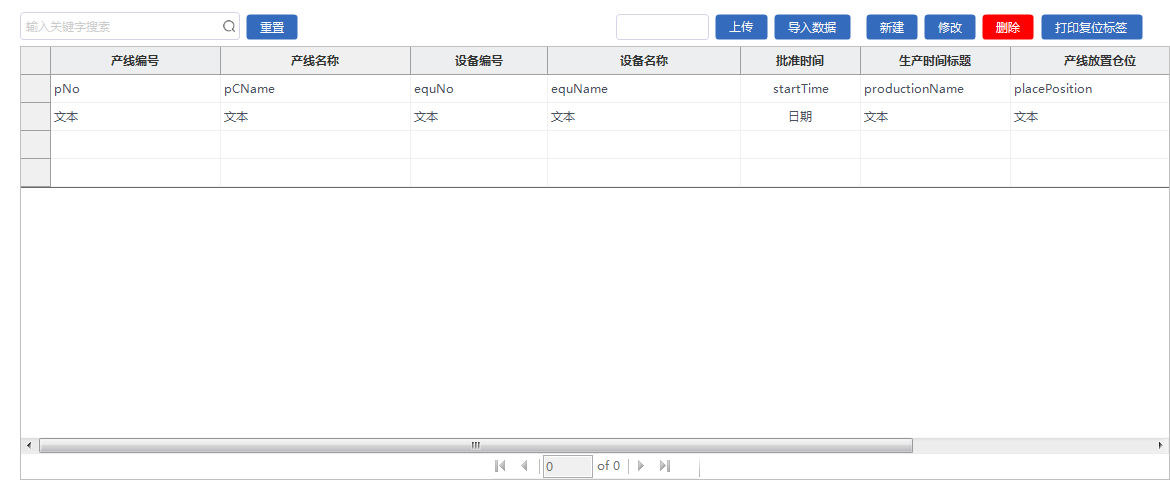 输入关键字搜索 重置 上传 导入数据 新建 修改 删除 打印复位标签
产线编号 产线名称 设备编号 设备名称 批准时间 生产时间标题 产线放置仓位
pNo pCName equNo equName startTime productionName placePosition
文本 文本 文本 文本 日期 文本 文本
0 of 0